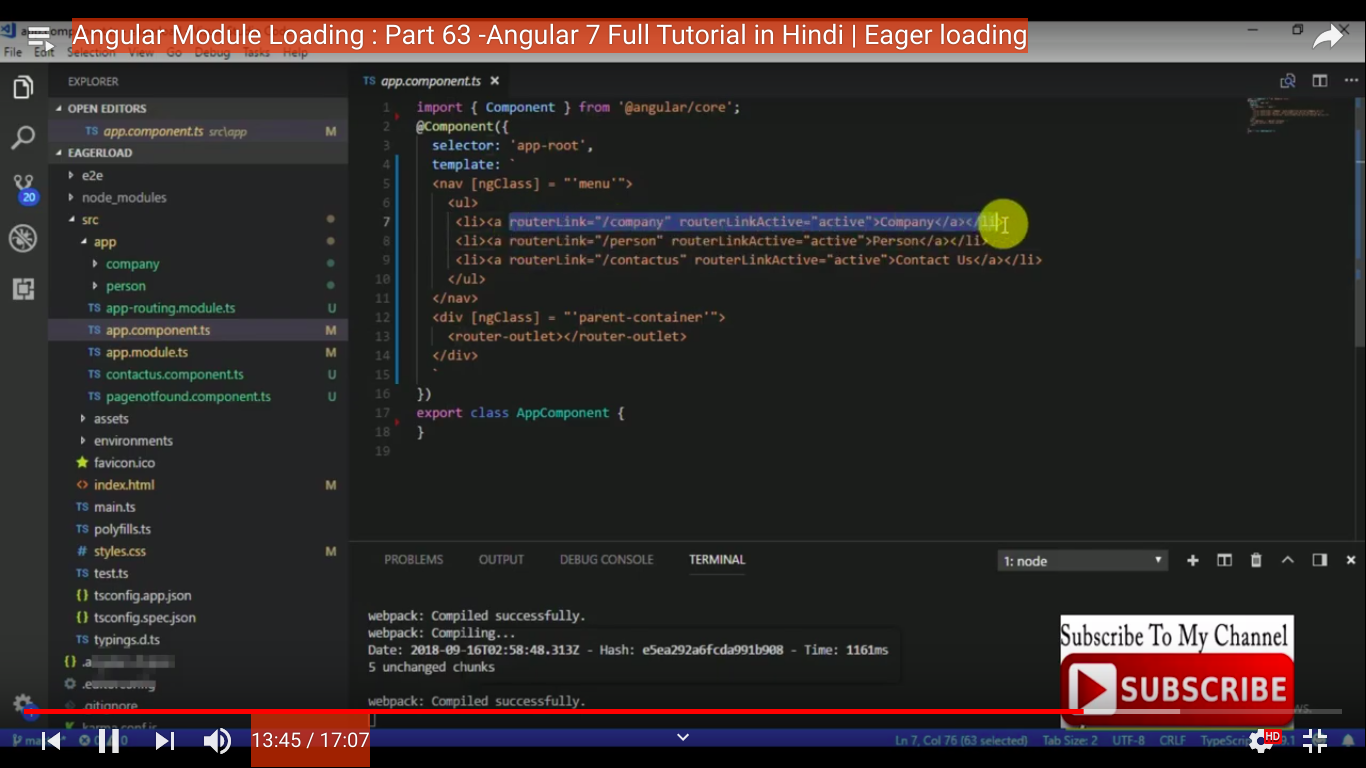 Angular Module Loading : Part 63 -Angular 7 Full Tutorial in Hindi | Eager loading
File Edit Selection View Go Debug Tasks Help
EXPLORER
OPEN EDITORS
TS app.component.ts src\app M
EAGERLOAD
e2e
node_modules
src
app
company
person
TS app-routing.module.ts U
TS app.component.ts M
TS app.module.ts M
TS contactus.component.ts U
TS pagenotfound.component.ts U
assets
environments
favicon.ico
<> index.html M
TS main.ts
TS polyfills.ts
# styles.css M
TS test.ts
{} tsconfig.app.json
{} tsconfig.spec.json
TS typings.d.ts
.editorconfig
.gitignore
karma.conf.js
20
TS app.component.ts ×
1 import { Component } from '@angular/core';
2 @Component({
3 selector: 'app-root',
4 template: `
5 <nav [ngClass] = "'menu'">
6 <ul>
7 <li><a routerLink="/company" routerLinkActive="active">Company</a></li>
8 <li><a routerLink="/person" routerLinkActive="active">Person</a></li>
9 <li><a routerLink="/contactus" routerLinkActive="active">Contact Us</a></li>
10 </ul>
11 </nav>
12 <div [ngClass] = "'parent-container'">
13 <router-outlet></router-outlet>
14 </div>
15 `
16 })
17 export class AppComponent {
18 }
19
PROBLEMS OUTPUT DEBUG CONSOLE TERMINAL
1: node
webpack: Compiled successfully.
webpack: Compiling...
Date: 2018-09-16T02:58:48.313Z - Hash: e5ea292a6fcda991b908 - Time: 1161ms
5 unchanged chunks
webpack: Compiled successfully.
Subscribe To My Channel
SUBSCRIBE
13:45 / 17:07
Ln 7, Col 76 (63 selected) Tab Size: 2 UTF-8 CRLF
HD